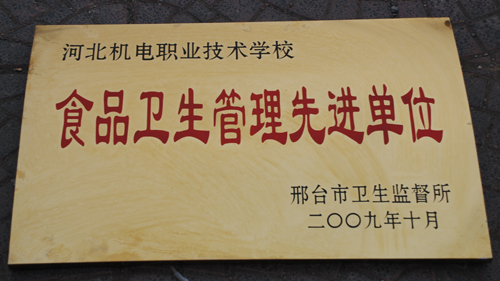 河北机电职业技术学校
食品卫生管理先进单位
邢台市卫生监督所
二〇〇九年十月